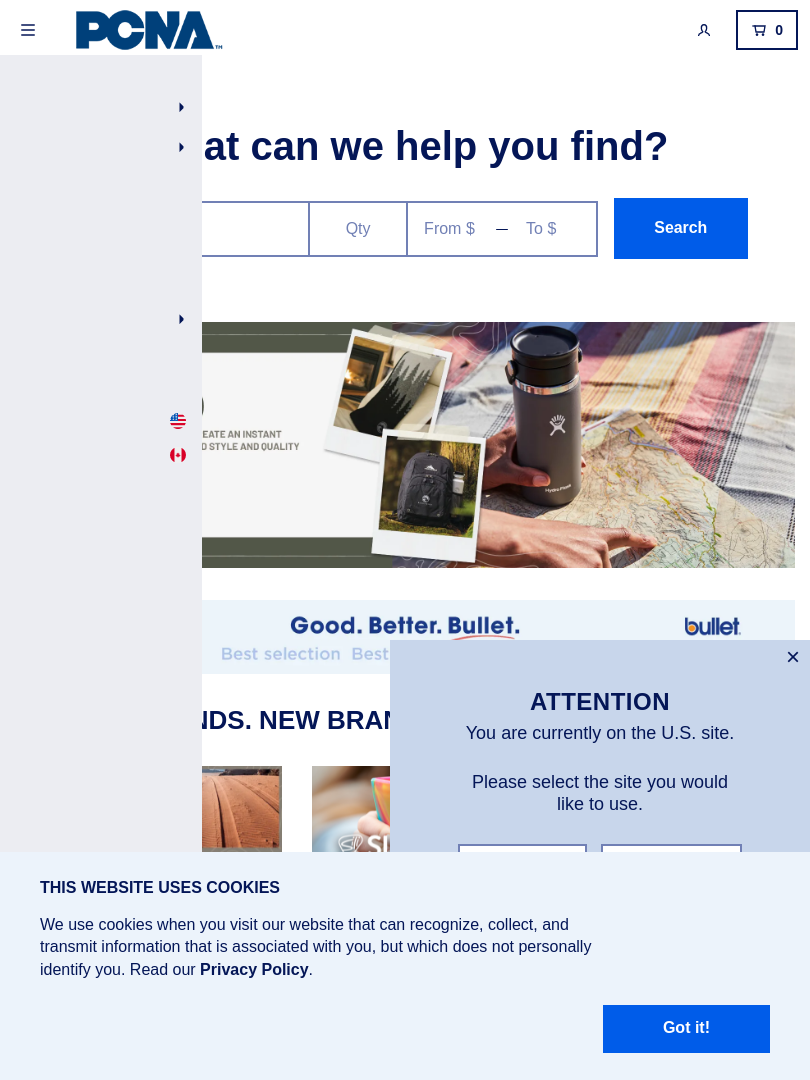 PCNA™
0
at can we help you find?
Qty
From $ — To $
Search
EATE AN INSTANT
STYLE AND QUALITY
Hydro Flask
Good. Better. Bullet.
bullet.
Best selection Best
NDS. NEW BRAN
ATTENTION
You are currently on the U.S. site.
Please select the site you would
like to use.
THIS WEBSITE USES COOKIES
We use cookies when you visit our website that can recognize, collect, and
transmit information that is associated with you, but which does not personally
identify you. Read our Privacy Policy.
Got it!